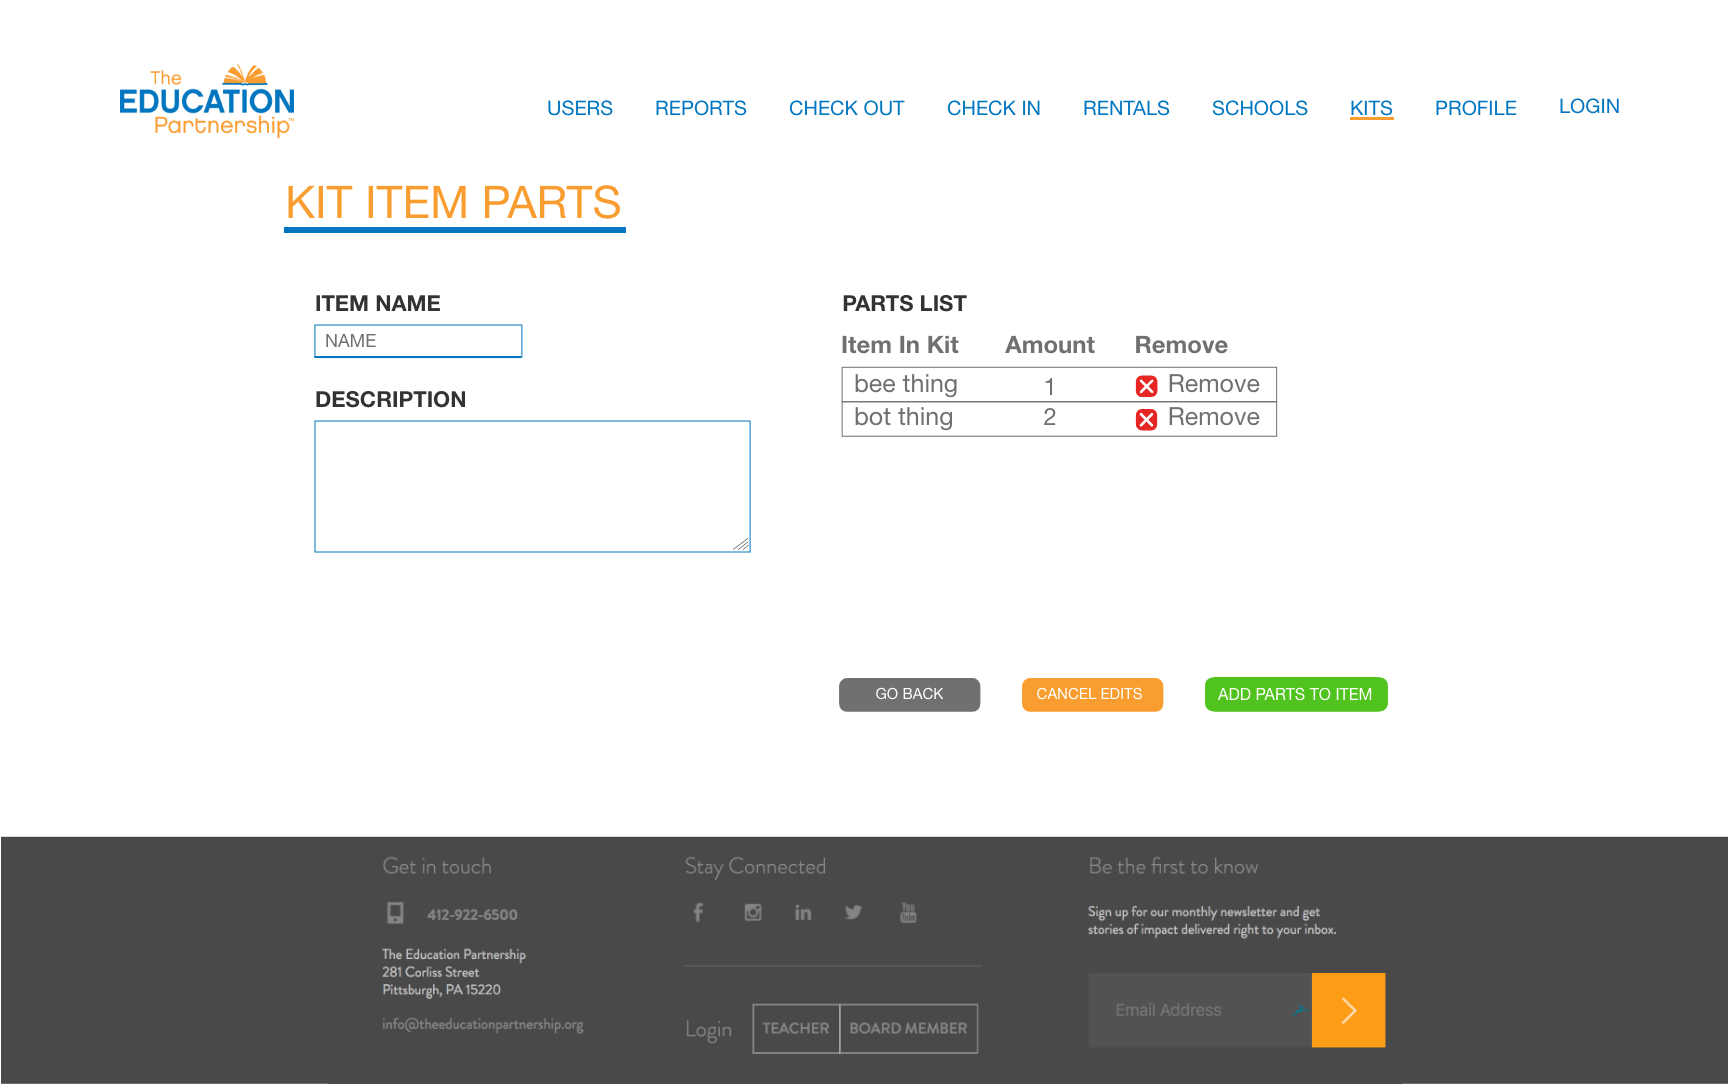 The
EDUCATION
Partnership™
USERS REPORTS CHECK OUT CHECK IN RENTALS SCHOOLS KITS PROFILE LOGIN
KIT ITEM PARTS
ITEM NAME
NAME
DESCRIPTION
PARTS LIST
Item In Kit Amount Remove
bee thing 1 Remove
bot thing 2 Remove
GO BACK CANCEL EDITS ADD PARTS TO ITEM
Get in touch
412-922-6500
The Education Partnership
281 Corliss Street
Pittsburgh, PA 15220
info@theeducationpartnership.org
Stay Connected
You
Tube
Login TEACHER BOARD MEMBER
Be the first to know
Sign up for our monthly newsletter and get
stories of impact delivered right to your inbox.
Email Address